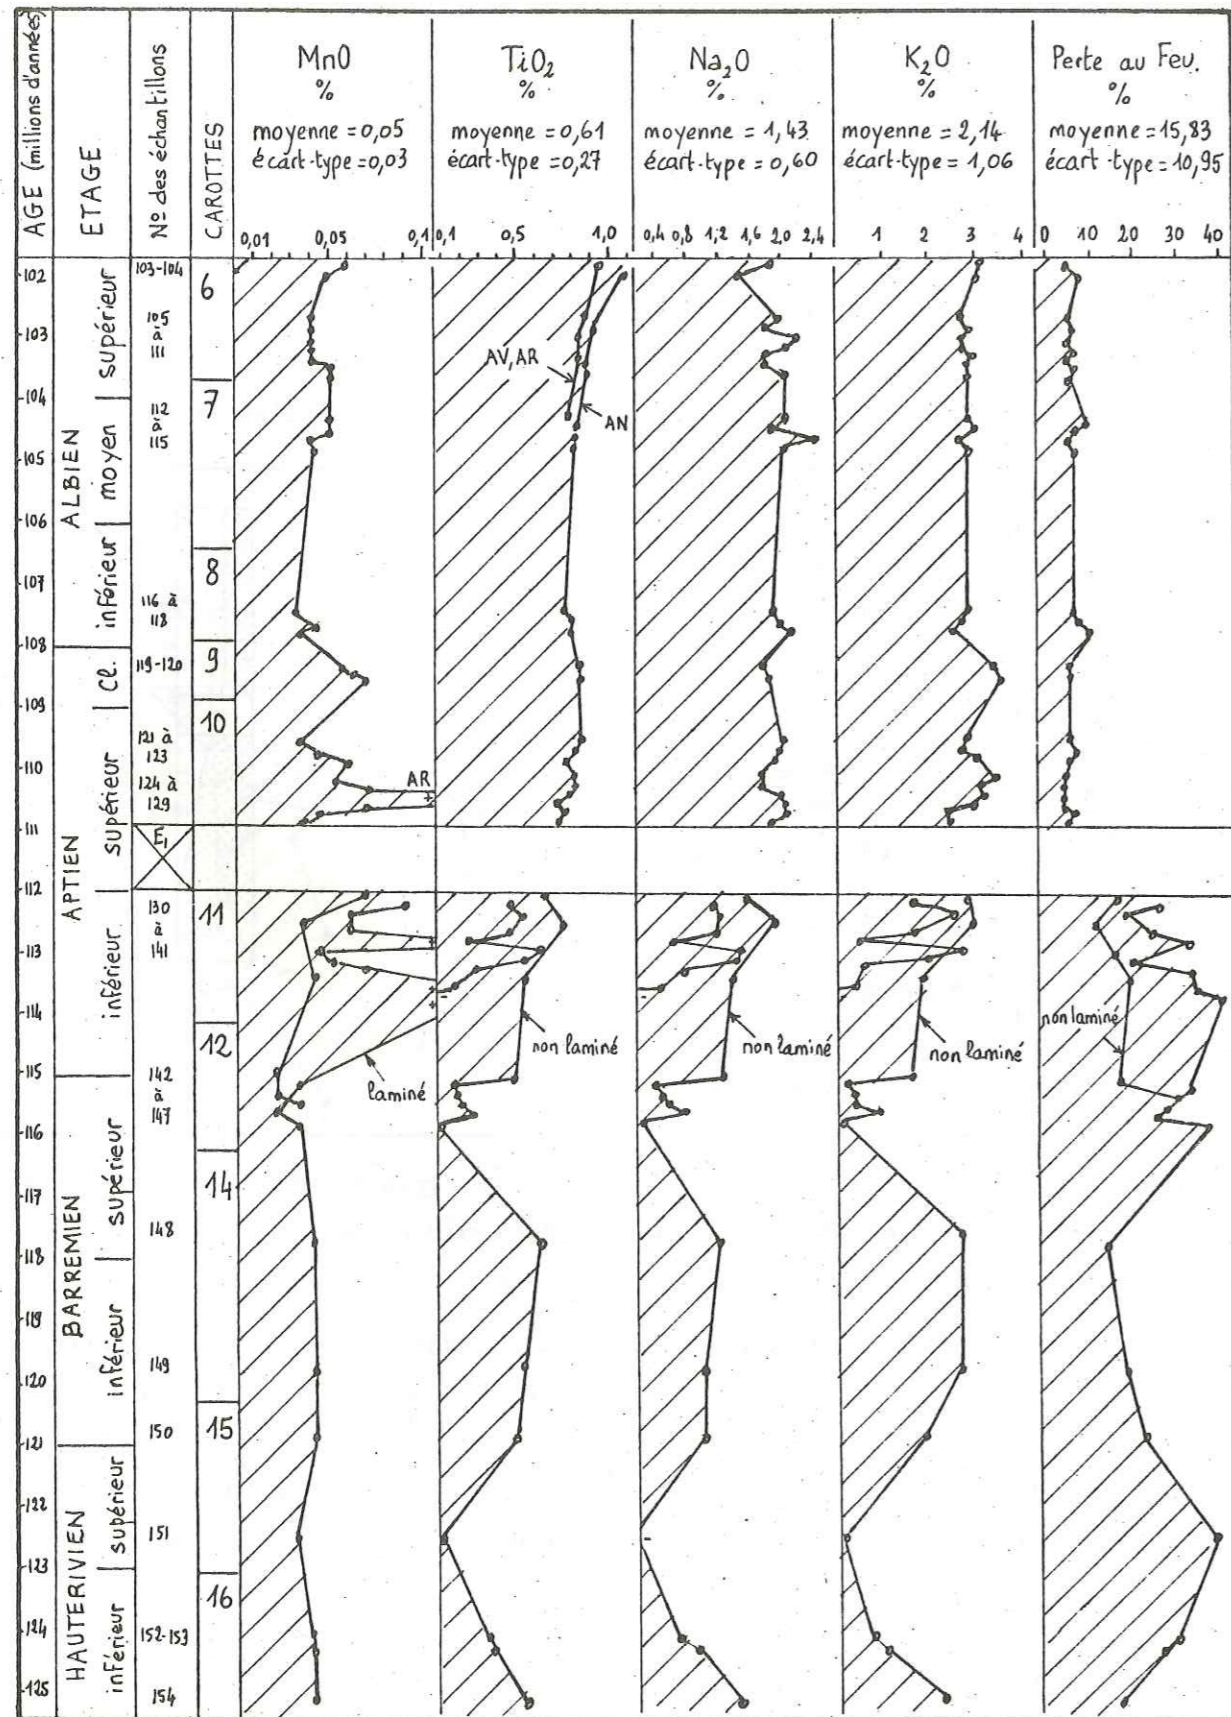 AGE (millions d'années)
ETAGE
Nº des échantillons
CAROTTES
MnO
%
moyenne = 0,05
écart-type = 0,03
0,01 0,05 0,1
TiO2
%
moyenne = 0,61
écart-type = 0,27
0,1 0,5 1,0
Na2O
%
moyenne = 1,43
écart-type = 0,60
0,4 0,8 1,2 1,6 2,0 2,4
K2O
%
moyenne = 2,14
écart-type = 1,06
1 2 3 4
Perte au Feu.
%
moyenne = 15,83
écart-type = 10,95
0 10 20 30 40
102
103
104
105
106
107
108
109
110
111
112
113
114
115
116
117
118
119
120
121
122
123
124
125
ALBIEN
supérieur
moyen
inférieur
APTIEN
Cl.
supérieur
inférieur
BARREMIEN
supérieur
inférieur
HAUTERIVIEN
supérieur
inférieur
103-104
105
à
111
112
à
115
116 à
118
119-120
121 à
123
124 à
129
E1
130
à
141
142
à
147
148
149
150
151
152-153
154
6
7
8
9
10
11
12
14
15
16
AR
+
+
+
laminé
AV, AR
AN
-
non laminé
-
non laminé
-
-
non laminé
non laminé